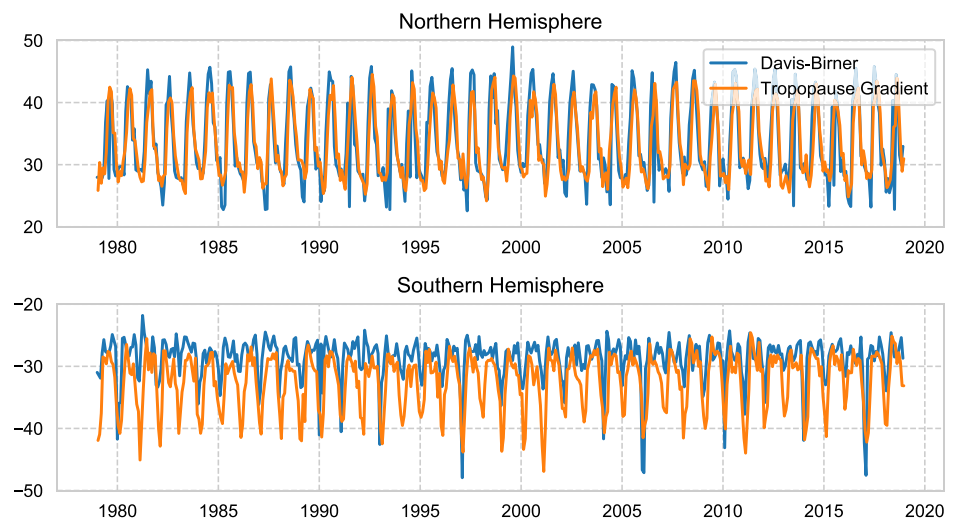 Northern Hemisphere
50
40
30
20
Davis-Birner
Tropopause Gradient
1980 1985 1990 1995 2000 2005 2010 2015 2020
Southern Hemisphere
−20
−30
−40
−50
1980 1985 1990 1995 2000 2005 2010 2015 2020